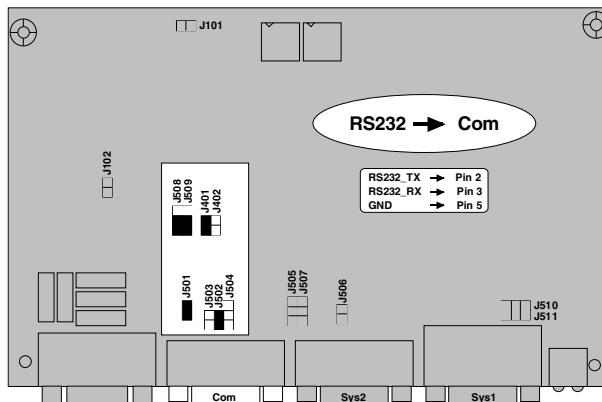 J101
RS232 → Com
J102
RS232_TX → Pin 2
RS232_RX → Pin 3
GND → Pin 5
J508
J509
J401
J402
J501
J503
J502
J504
J505
J507
J506
J510
J511
Com
Sys2
Sys1